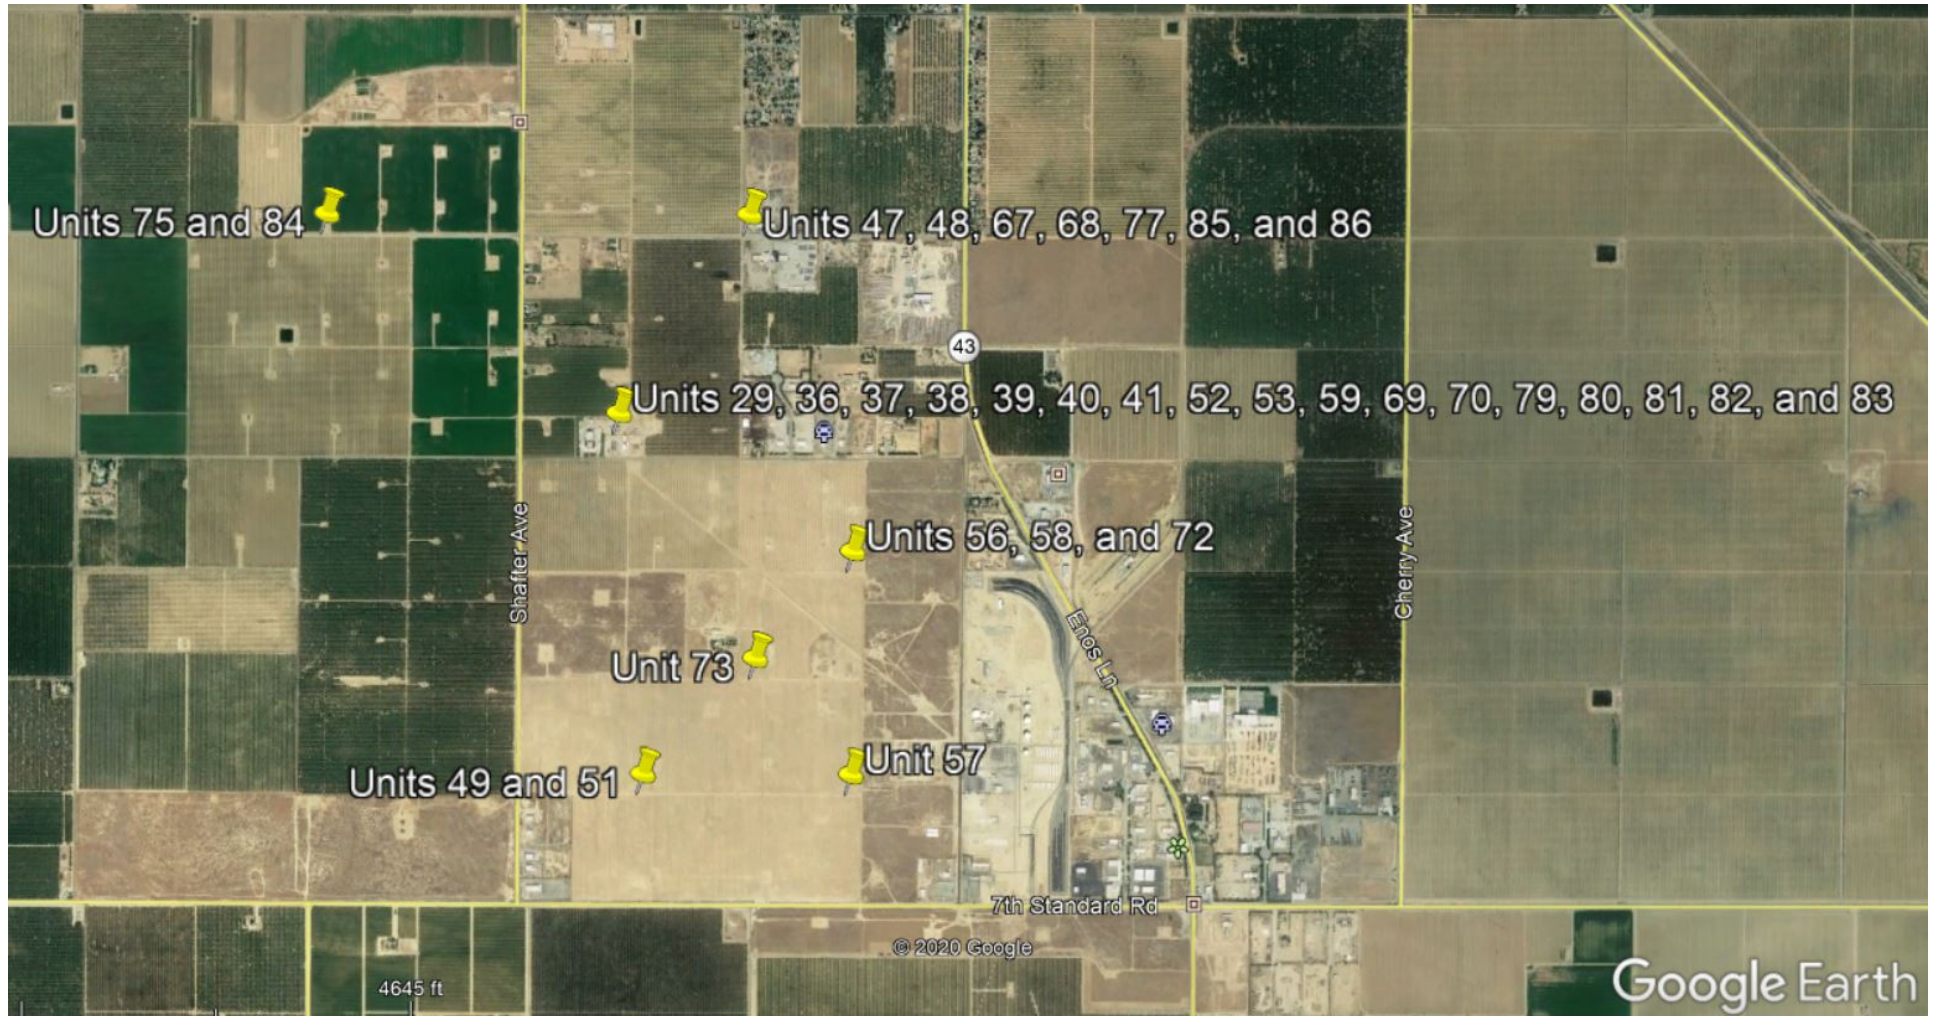 Units 75 and 84
Units 47, 48, 67, 68, 77, 85, and 86
43
Units 29, 36, 37, 38, 39, 40, 41, 52, 53, 59, 69, 70, 79, 80, 81, 82, and 83
Shafter Ave
Units 56, 58, and 72
Cherry Ave
Enos Ln
Unit 73
Units 49 and 51
Unit 57
7th Standard Rd
© 2020 Google
4645 ft
Google Earth